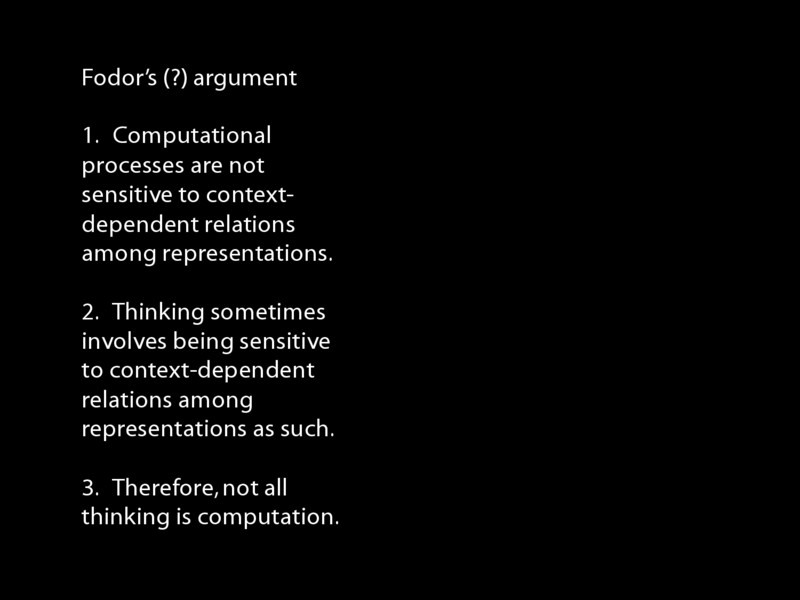 Fodor’s (?) argument
1. Computational
processes are not
sensitive to context-
dependent relations
among representations.
2. Thinking sometimes
involves being sensitive
to context-dependent
relations among
representations as such.
3. Therefore, not all
thinking is computation.